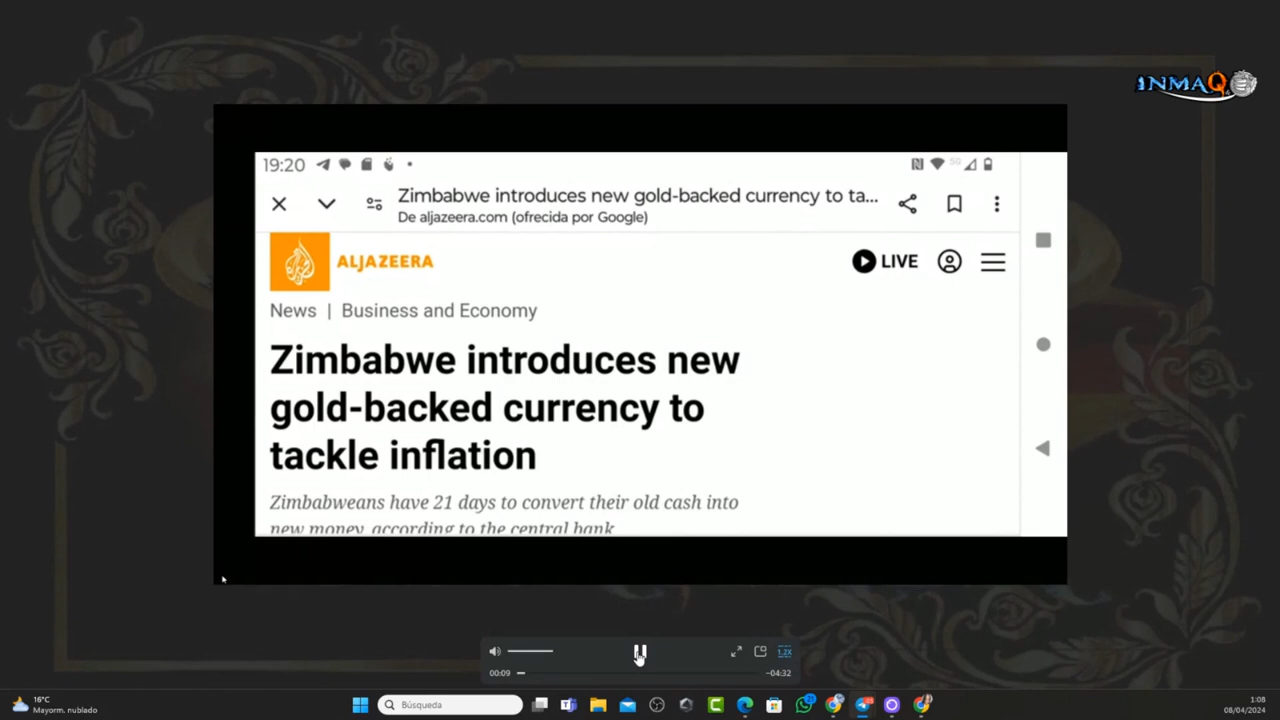 INMAQ
19:20
Zimbabwe introduces new gold-backed currency to ta...
De aljazeera.com (ofrecida por Google)
ALJAZEERA
LIVE
News | Business and Economy
Zimbabwe introduces new
gold-backed currency to
tackle inflation
Zimbabweans have 21 days to convert their old cash into
new money, according to the central bank
1.2X
00:09
-04:32
16°C
Mayorm. nublado
Búsqueda
1:08
08/04/2024